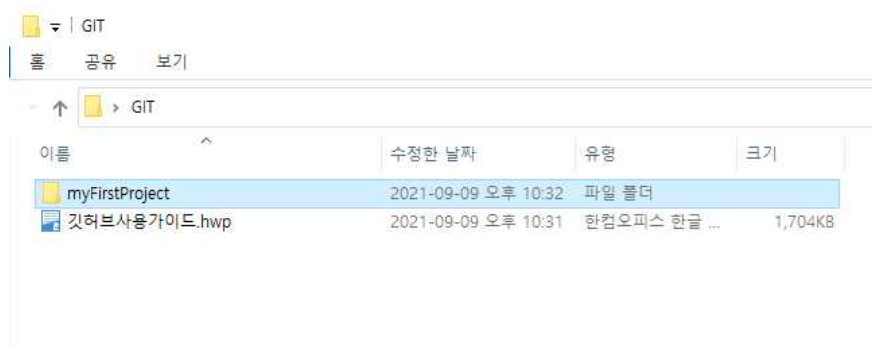 GIT
홈 공유 보기
GIT
이름 수정한 날짜 유형 크기
myFirstProject 2021-09-09 오후 10:32 파일 폴더
깃허브사용가이드.hwp 2021-09-09 오후 10:31 한컴오피스 한글 ... 1,704KB